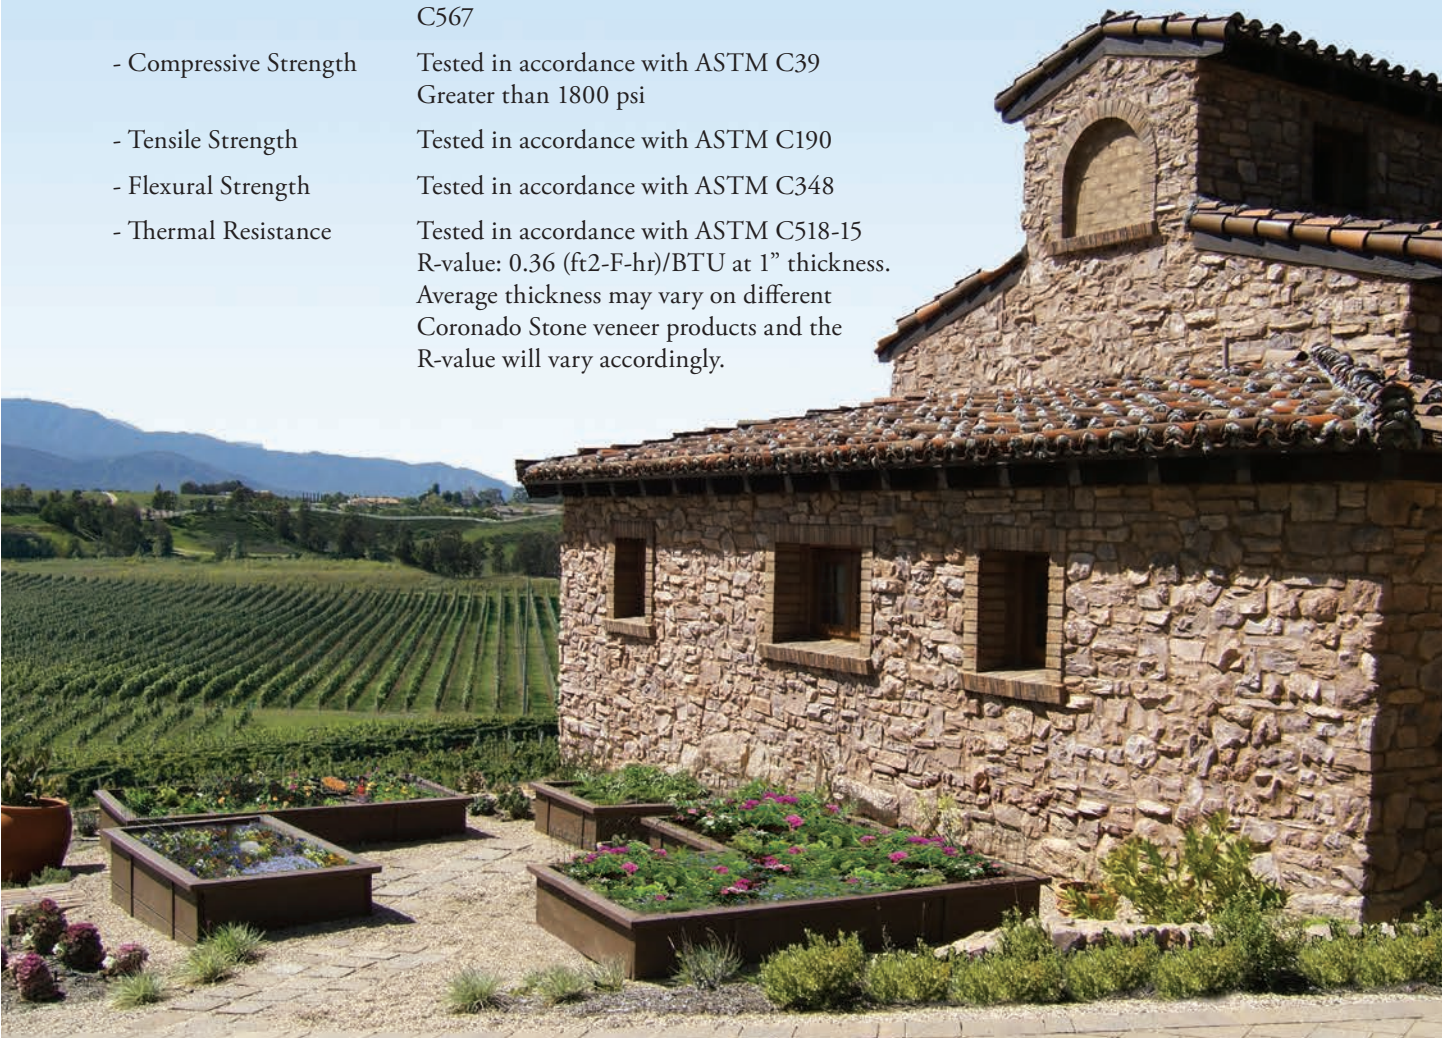 C567
- Compressive Strength Tested in accordance with ASTM C39
Greater than 1800 psi
- Tensile Strength Tested in accordance with ASTM C190
- Flexural Strength Tested in accordance with ASTM C348
- Thermal Resistance Tested in accordance with ASTM C518-15
R-value: 0.36 (ft2-F-hr)/BTU at 1” thickness.
Average thickness may vary on different
Coronado Stone veneer products and the
R-value will vary accordingly.